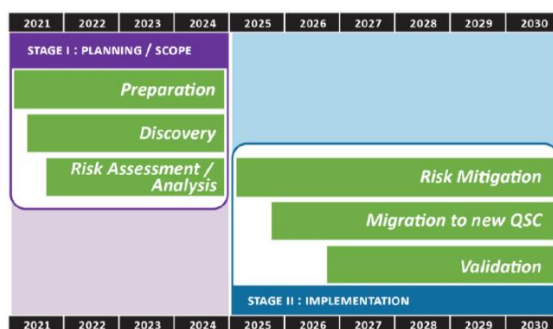 2021 2022 2023 2024 2025 2026 2027 2028 2029 2030
STAGE I : PLANNING / SCOPE
Preparation
Discovery
Risk Assessment /
Analysis
Risk Mitigation
Migration to new QSC
Validation
STAGE II : IMPLEMENTATION
2021 2022 2023 2024 2025 2026 2027 2028 2029 2030